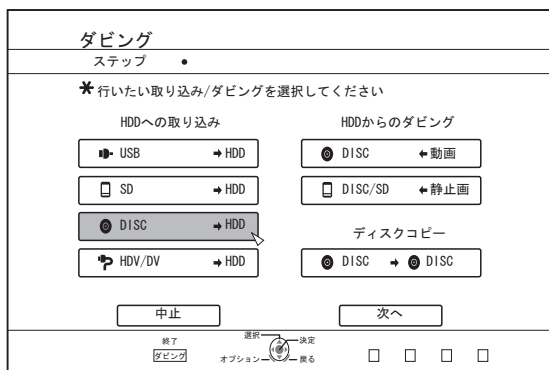 ダビング
ステップ
行いたい取り込み/ダビングを選択してください
HDDへの取り込み
USB → HDD
SD → HDD
DISC → HDD
HDV/DV → HDD
HDDからのダビング
DISC ← 動画
DISC/SD ← 静止画
ディスクコピー
DISC → DISC
中止
次へ
終了
ダビング
選択
決定
オプション
戻る